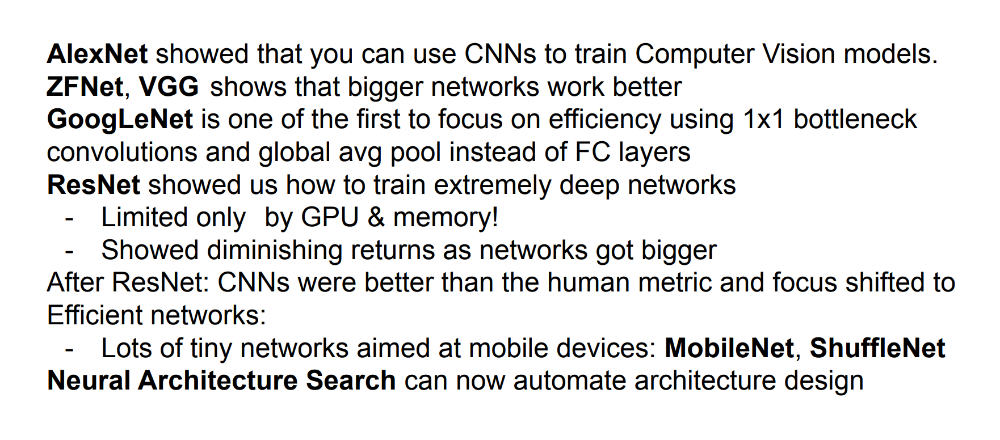 AlexNet showed that you can use CNNs to train Computer Vision models.
ZFNet, VGG shows that bigger networks work better
GoogLeNet is one of the first to focus on efficiency using 1x1 bottleneck
convolutions and global avg pool instead of FC layers
ResNet showed us how to train extremely deep networks
- Limited only by GPU & memory!
- Showed diminishing returns as networks got bigger
After ResNet: CNNs were better than the human metric and focus shifted to
Efficient networks:
- Lots of tiny networks aimed at mobile devices: MobileNet, ShuffleNet
Neural Architecture Search can now automate architecture design